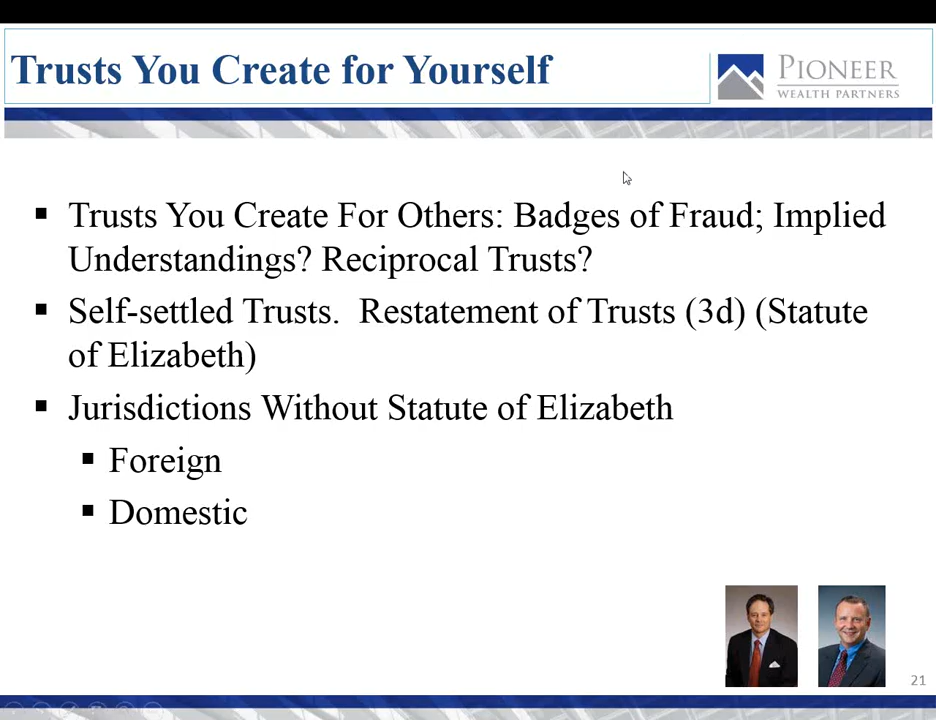 Trusts You Create for Yourself
PIONEER
WEALTH PARTNERS
▪ Trusts You Create For Others: Badges of Fraud; Implied
Understandings? Reciprocal Trusts?
▪ Self-settled Trusts.  Restatement of Trusts (3d) (Statute
of Elizabeth)
▪ Jurisdictions Without Statute of Elizabeth
▪ Foreign
▪ Domestic
21